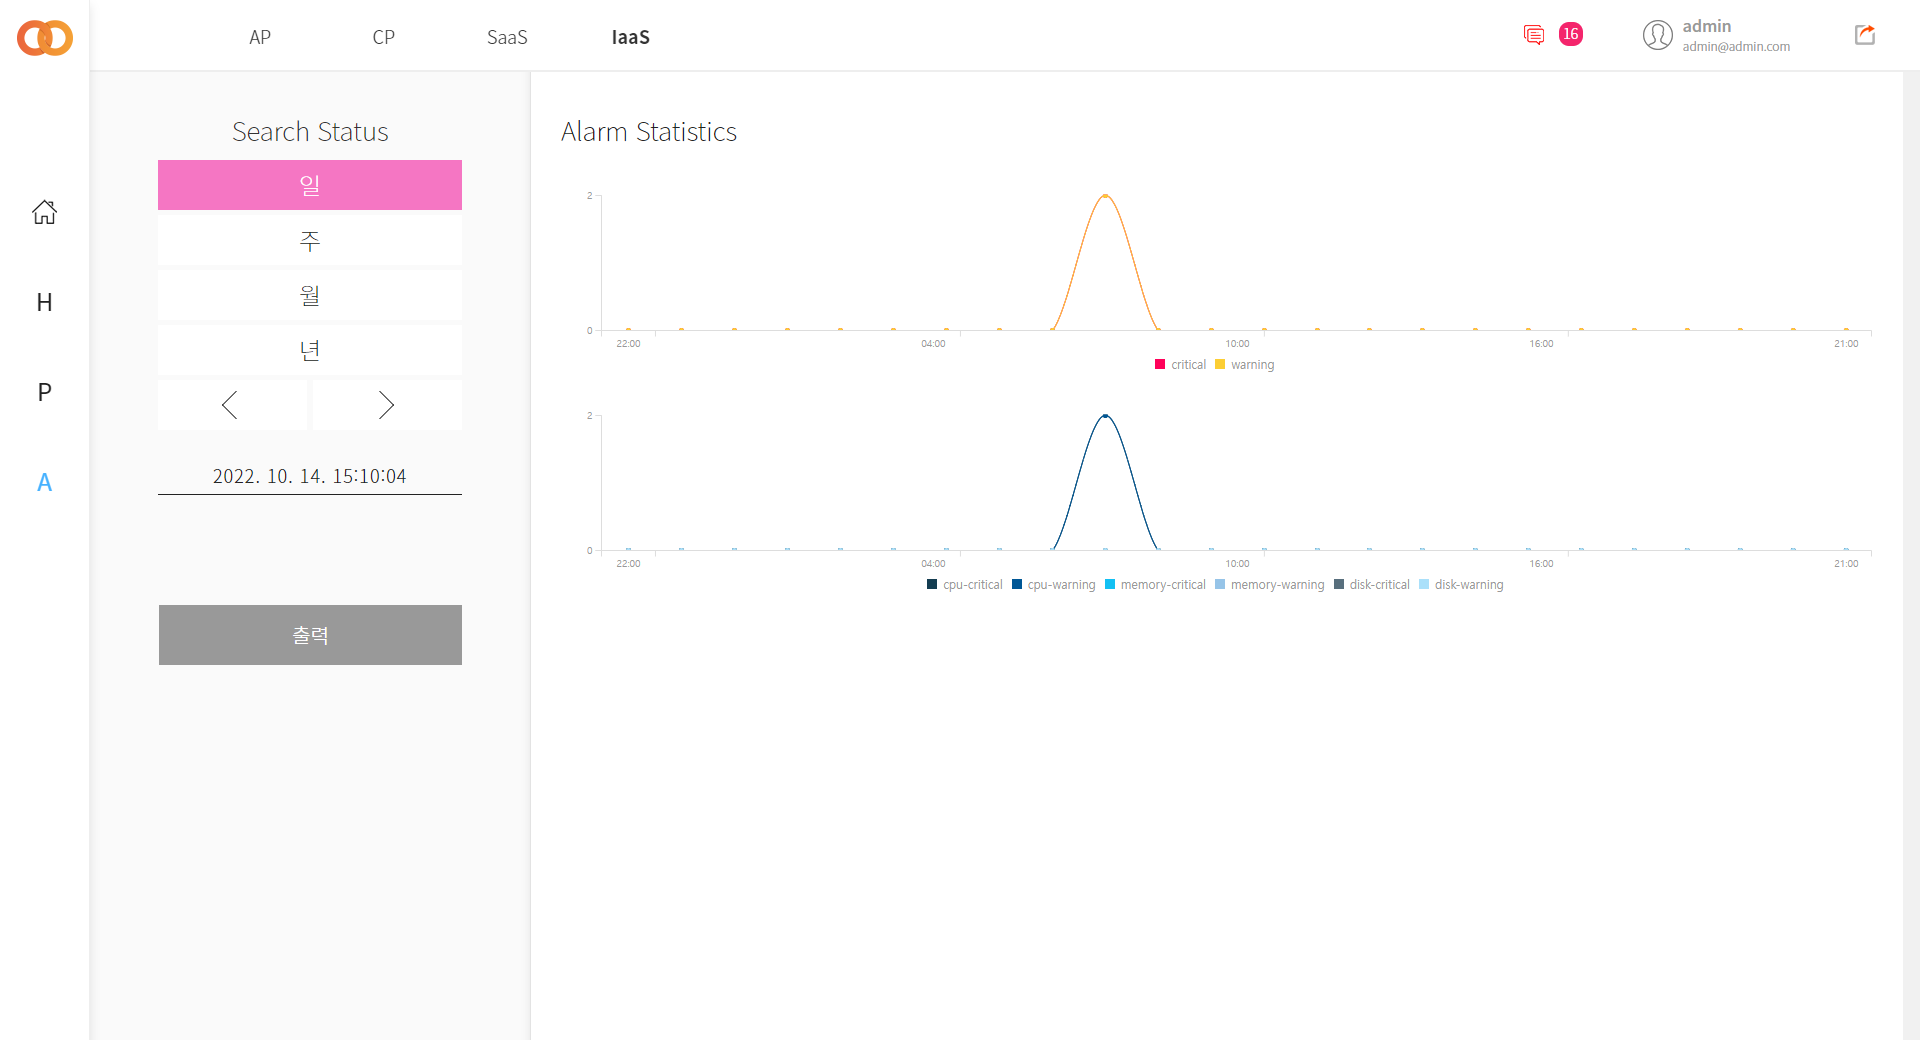 AP CP SaaS IaaS
16
admin
admin@admin.com
H
P
A
Search Status
일
주
월
년
2022. 10. 14. 15:10:04
출력
Alarm Statistics
2
0
22:00 04:00 10:00 16:00 21:00
critical warning
2
0
22:00 04:00 10:00 16:00 21:00
cpu-critical cpu-warning memory-critical memory-warning disk-critical disk-warning